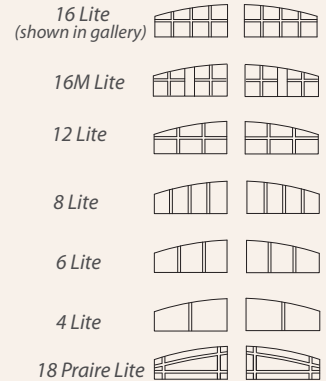 16 Lite
(shown in gallery)
16M Lite
12 Lite
8 Lite
6 Lite
4 Lite
18 Praire Lite